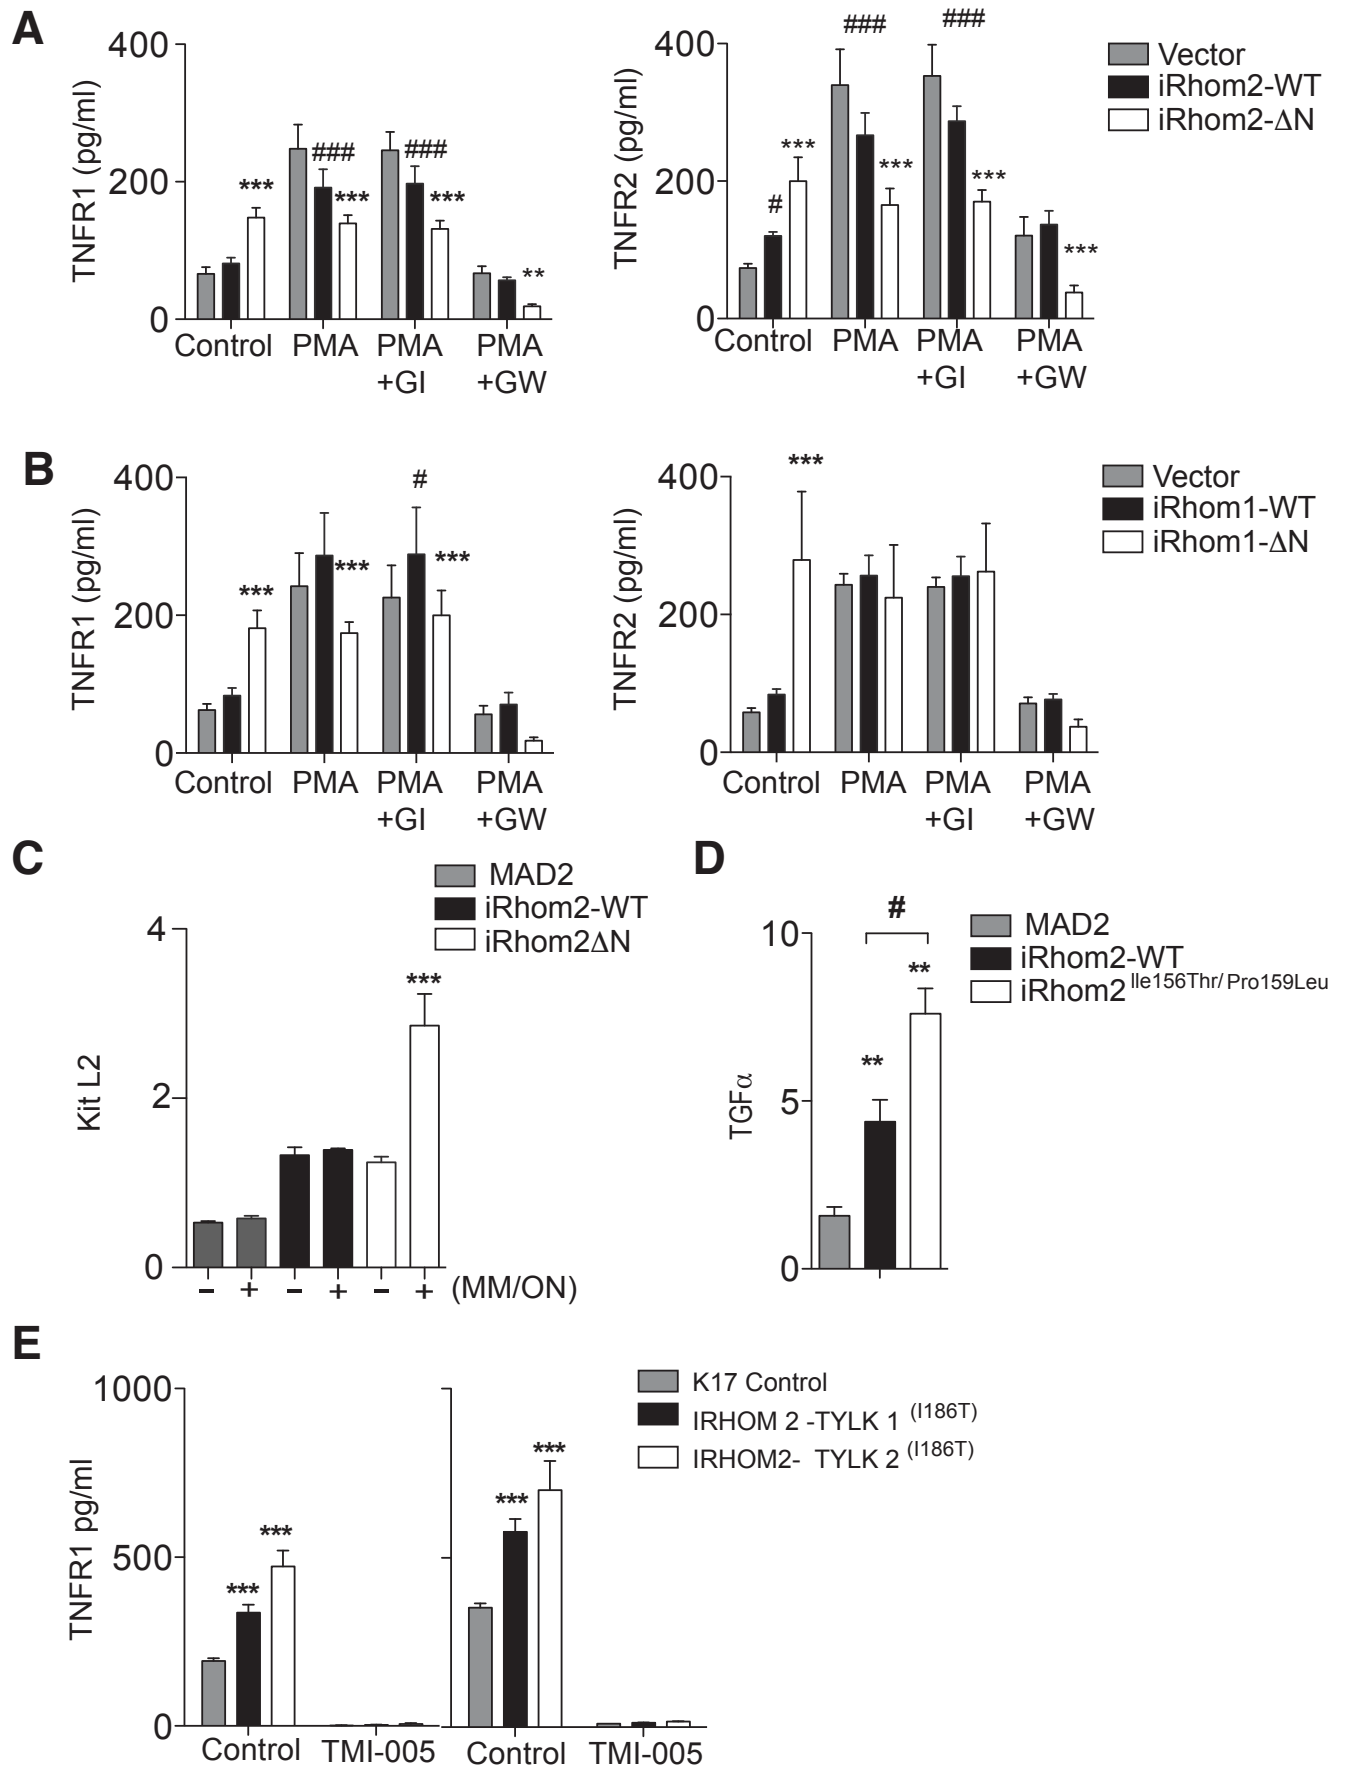 A
400
200
0
TNFR1 (pg/ml)
***
###
***
###
***
**
Control
PMA
PMA
+GI
PMA
+GW
400
200
0
TNFR2 (pg/ml)
#
***
###
***
###
***
***
Control
PMA
PMA
+GI
PMA
+GW
Vector
iRhom2-WT
iRhom2-ΔN
B
400
200
0
TNFR1 (pg/ml)
***
***
#
***
Control
PMA
PMA
+GI
PMA
+GW
400
200
0
TNFR2 (pg/ml)
***
Control
PMA
PMA
+GI
PMA
+GW
Vector
iRhom1-WT
iRhom1-ΔN
C
MAD2
iRhom2-WT
iRhom2ΔN
4
2
0
Kit L2
***
− + − + − + (MM/ON)
D
10
5
0
TGFα
#
**
**
MAD2
iRhom2-WT
iRhom2 Ile156Thr/Pro159Leu
E
1000
500
0
TNFR1 pg/ml
***
***
Control
TMI-005
***
***
Control
TMI-005
K17 Control
IRHOM 2 -TYLK 1 (I186T)
IRHOM2- TYLK 2 (I186T)